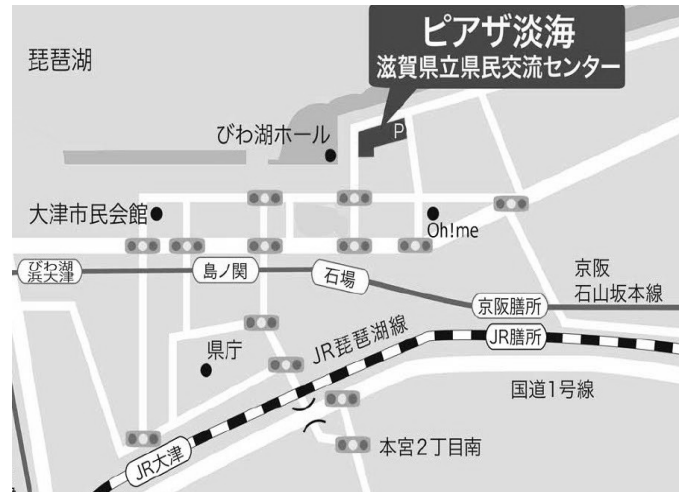 ピアザ淡海
滋賀県立県民交流センター
琵琶湖
P
びわ湖ホール
大津市民会館
Oh!me
びわ湖
浜大津
島ノ関
石場
京阪
石山坂本線
京阪膳所
JR琵琶湖線
JR膳所
県庁
国道1号線
JR大津
本宮2丁目南